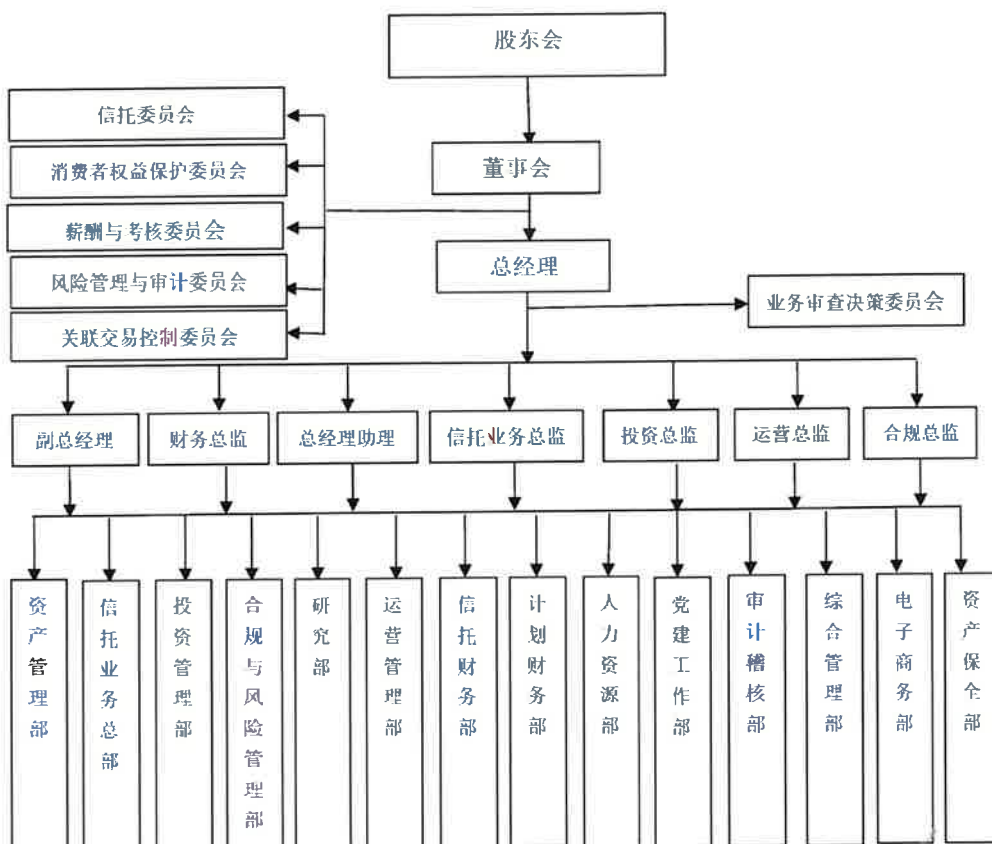 股东会
信托委员会
消费者权益保护委员会
董事会
薪酬与考核委员会
总经理
风险管理与审计委员会
业务审查决策委员会
关联交易控制委员会
副总经理
财务总监
总经理助理
信托业务总监
投资总监
运营总监
合规总监
资产管理部
信托业务总部
投资管理部
合规与风险管理部
研究部
运营管理部
信托财务部
计划财务部
人力资源部
党建工作部
审计稽核部
综合管理部
电子商务部
资产保全部